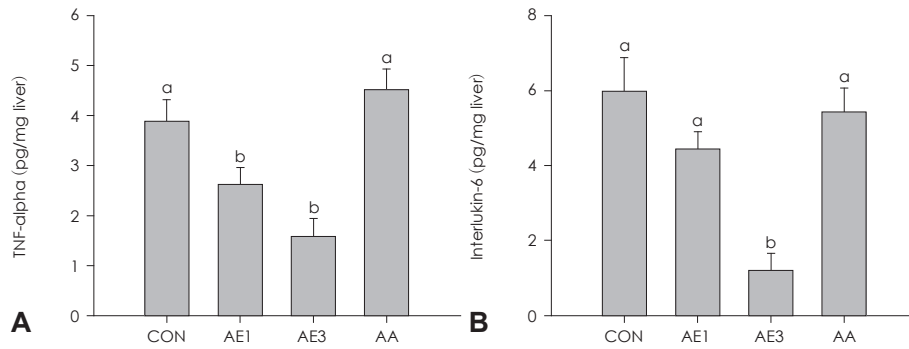 6
5
4
3
2
1
0
TNF-alpha (pg/mg liver)
a
b
b
a
CON
AE1
AE3
AA
A
8
6
4
2
0
Interlukin-6 (pg/mg liver)
a
a
b
a
CON
AE1
AE3
AA
B